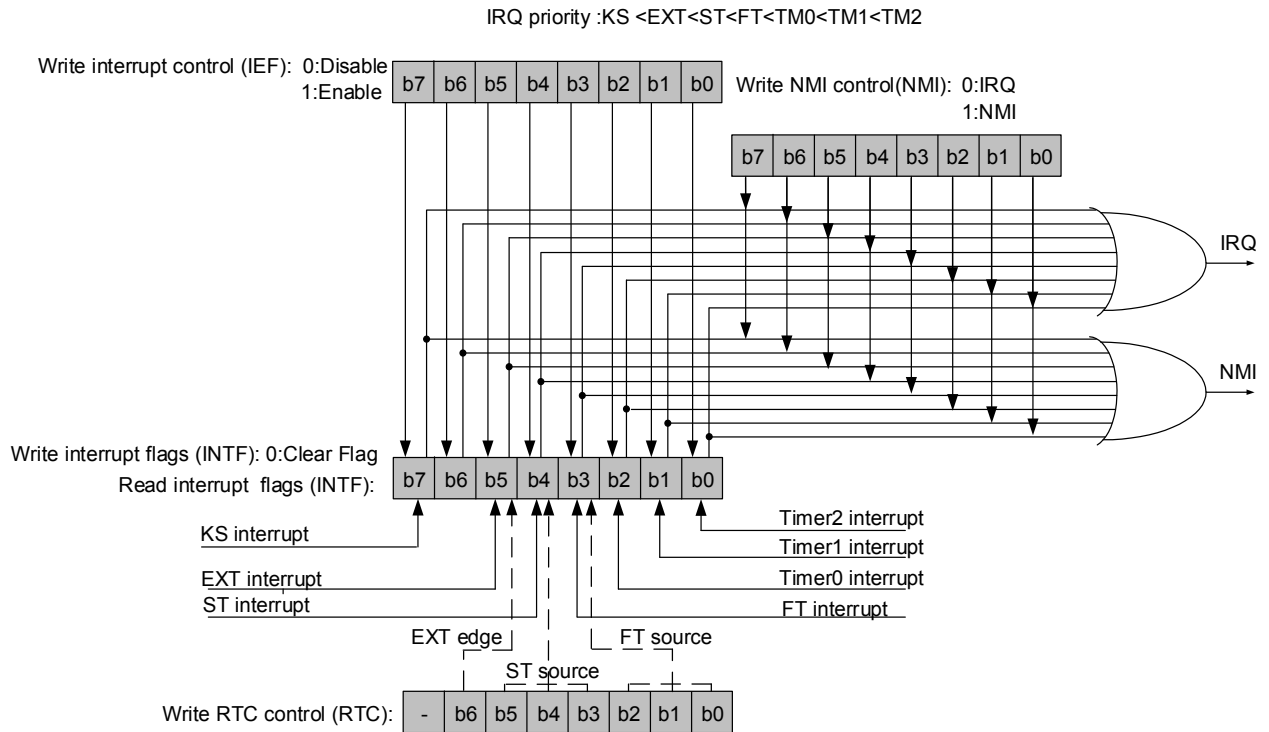 IRQ priority :KS <EXT<ST<FT<TM0<TM1<TM2
Write interrupt control (IEF): 0:Disable
1:Enable
b7 b6 b5 b4 b3 b2 b1 b0
Write NMI control(NMI): 0:IRQ
1:NMI
b7 b6 b5 b4 b3 b2 b1 b0
IRQ
NMI
Write interrupt flags (INTF): 0:Clear Flag
Read interrupt flags (INTF):
b7 b6 b5 b4 b3 b2 b1 b0
KS interrupt
EXT interrupt
ST interrupt
Timer2 interrupt
Timer1 interrupt
Timer0 interrupt
FT interrupt
EXT edge
FT source
ST source
Write RTC control (RTC):
- b6 b5 b4 b3 b2 b1 b0